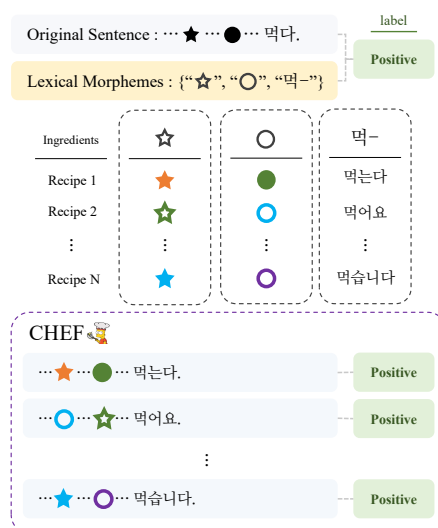 label
Original Sentence : ··· ★ ··· ● ··· 먹다.
Positive
Lexical Morphemes : {“☆”, “○”, “먹−”}
Ingredients ☆ ○ 먹−
Recipe 1 ★ ● 먹는다
Recipe 2 ☆ ○ 먹어요
⋮ ⋮ ⋮ ⋮
Recipe N ★ ○ 먹습니다
CHEF
···★···●··· 먹는다. Positive
···○···☆··· 먹어요. Positive
⋮
···★···○··· 먹습니다. Positive